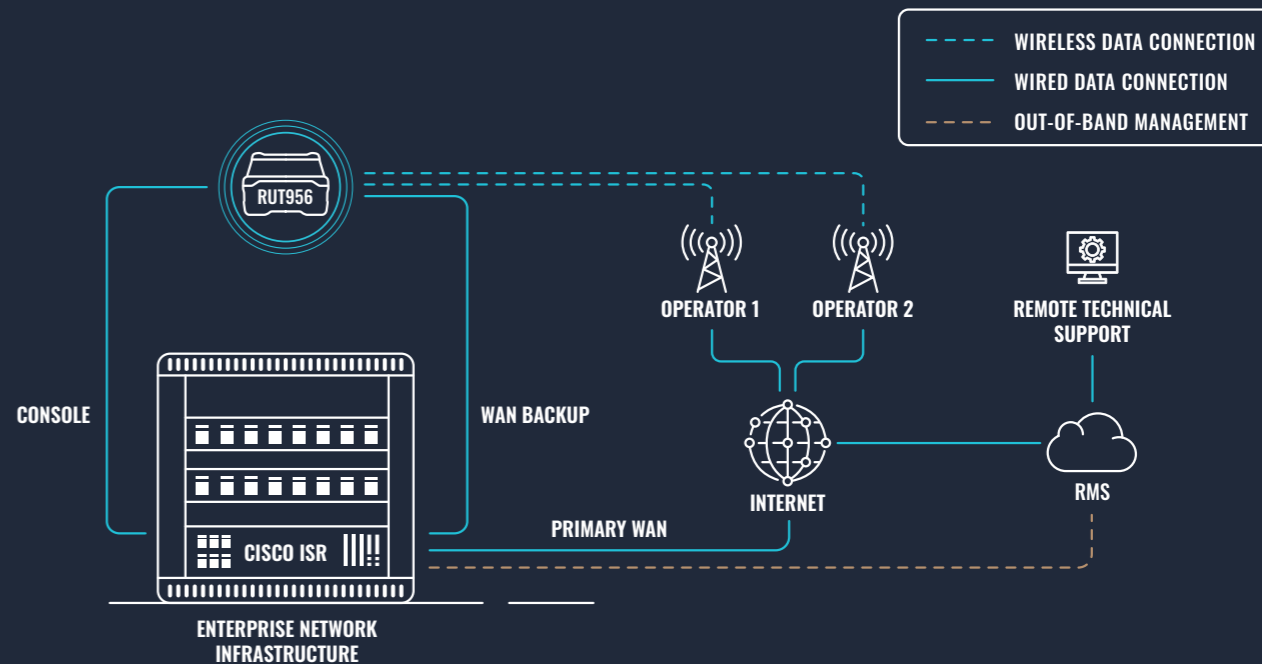 WIRELESS DATA CONNECTION
WIRED DATA CONNECTION
OUT-OF-BAND MANAGEMENT
RUT956
OPERATOR 1
OPERATOR 2
REMOTE TECHNICAL
SUPPORT
CONSOLE
WAN BACKUP
INTERNET
RMS
PRIMARY WAN
CISCO ISR
ENTERPRISE NETWORK
INFRASTRUCTURE